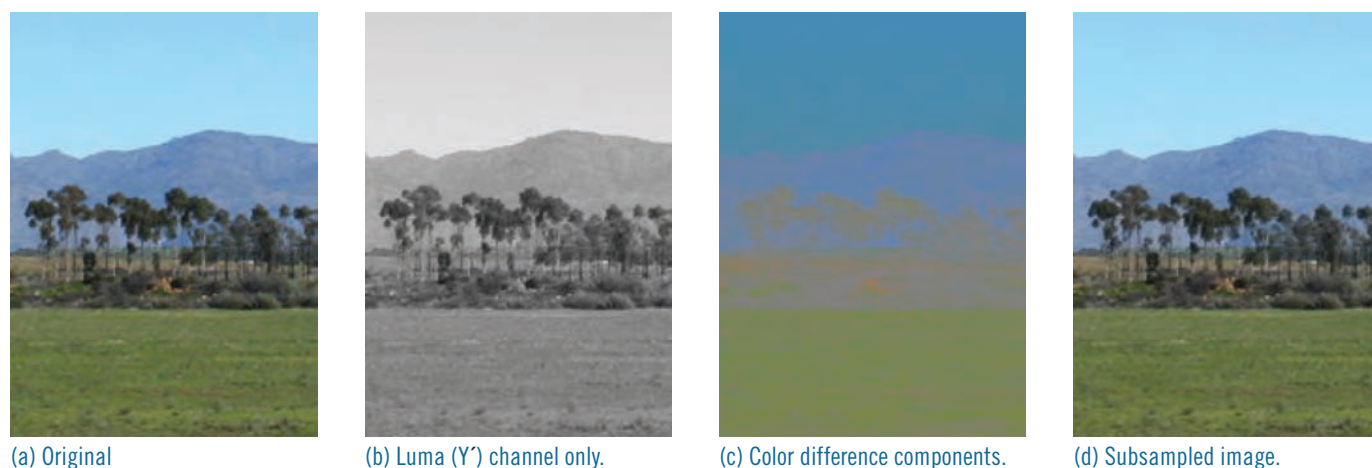 (a) Original
(b) Luma (Y´) channel only.
(c) Color difference components.
(d) Subsampled image.